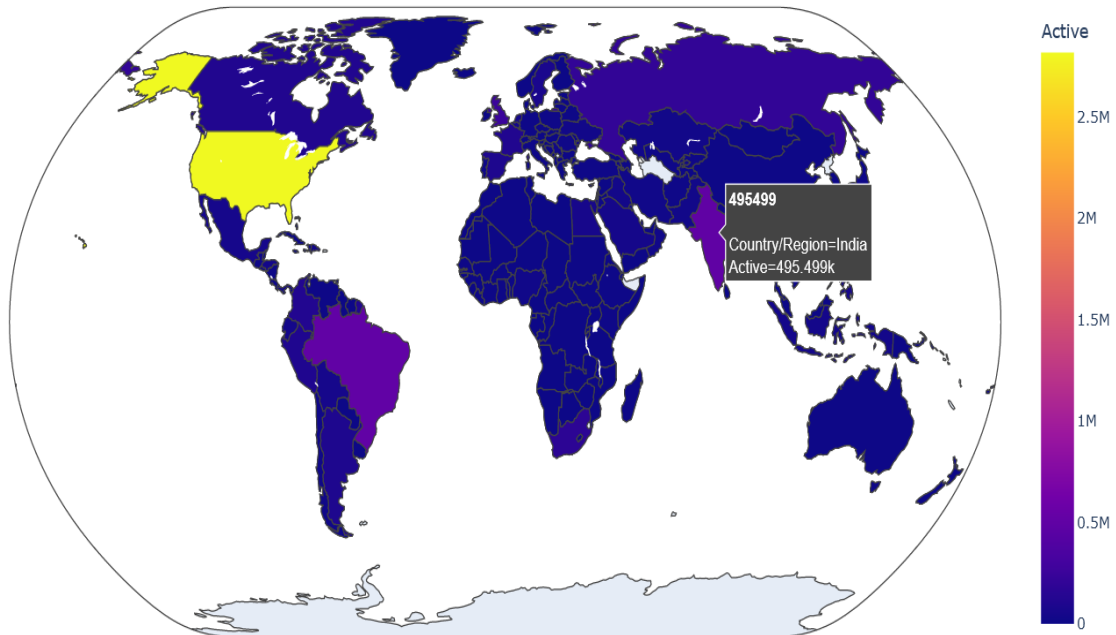 Active
2.5M
2M
1.5M
1M
0.5M
0
495499
Country/Region=India
Active=495.499k